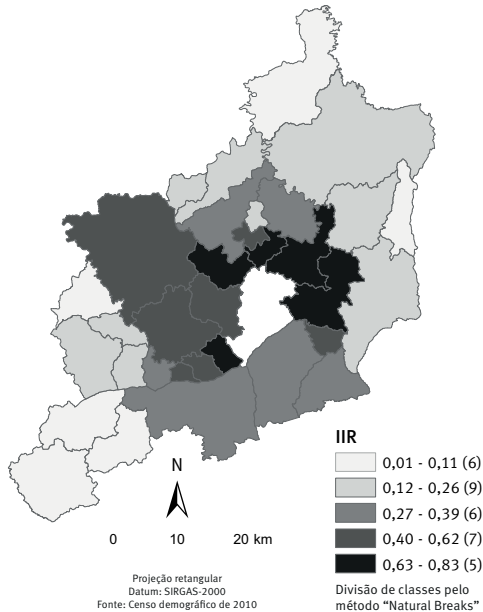 IIR
0,01 - 0,11 (6)
0,12 - 0,26 (9)
0,27 - 0,39 (6)
0,40 - 0,62 (7)
0,63 - 0,83 (5)
Divisão de classes pelo
método “Natural Breaks”
N
0 10 20 km
Projeção retangular
Datum: SIRGAS-2000
Fonte: Censo demográfico de 2010